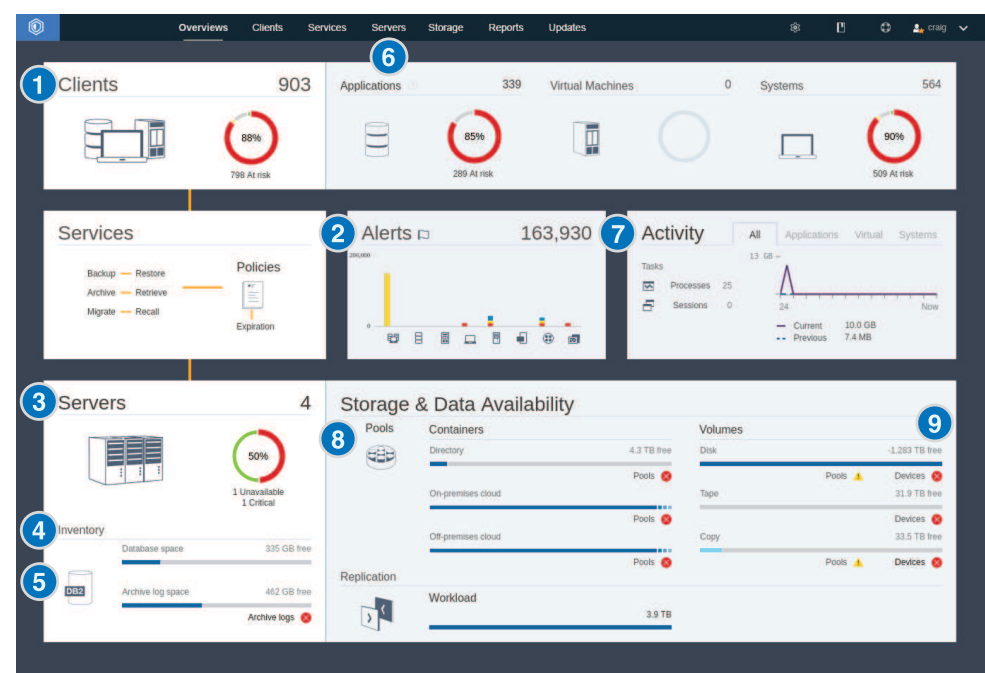 Overviews Clients Services Servers Storage Reports Updates craig
6
1 Clients 903
Applications 339 Virtual Machines 0 Systems 564
88%
798 At risk
85%
289 At risk
90%
509 At risk
Services
Backup Restore
Archive Retrieve
Migrate Recall
Policies
Expiration
2 Alerts 163,930
200,000
0
7 Activity All Applications Virtual Systems
Tasks
Processes 25
Sessions 0
13 GB
24 Now
Current 10.0 GB
Previous 7.4 MB
3 Servers 4
50%
1 Unavailable
1 Critical
4 Inventory
Database space 335 GB free
5 DB2
Archive log space 462 GB free
Archive logs
Storage & Data Availability
8 Pools
Containers
Directory 4.3 TB free
Pools
On-premises cloud
Pools
Off-premises cloud
Pools
9
Volumes
Disk -1.283 TB free
Pools Devices
Tape 31.9 TB free
Devices
Copy 33.5 TB free
Pools Devices
Replication
Workload
3.9 TB